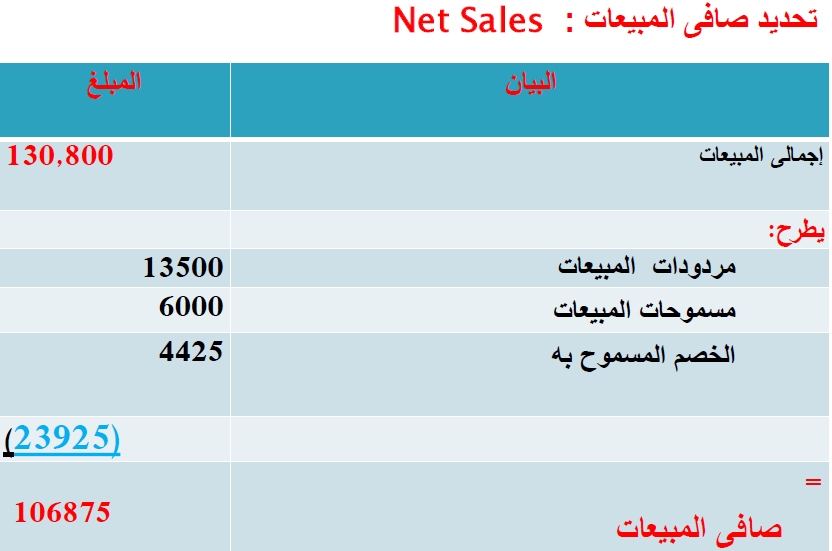 تحديد صافى المبيعات : Net Sales
البيان المبلغ
إجمالى المبيعات 130,800
يطرح:
مردودات المبيعات 13500
مسموحات المبيعات 6000
الخصم المسموح به 4425
(23925)
=
صافى المبيعات 106875